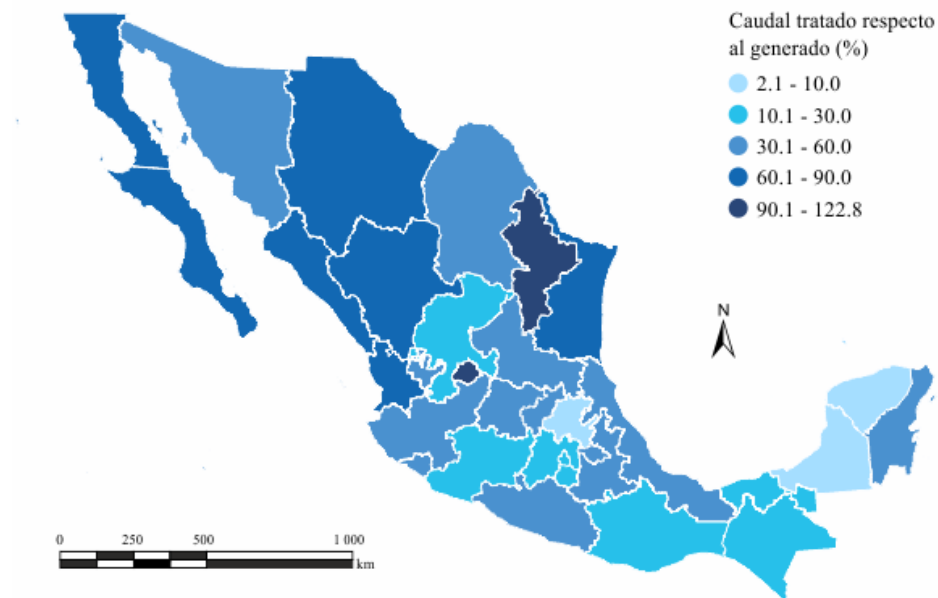 Caudal tratado respecto
al generado (%)
2.1 - 10.0
10.1 - 30.0
30.1 - 60.0
60.1 - 90.0
90.1 - 122.8
N
0 250 500 1 000
km